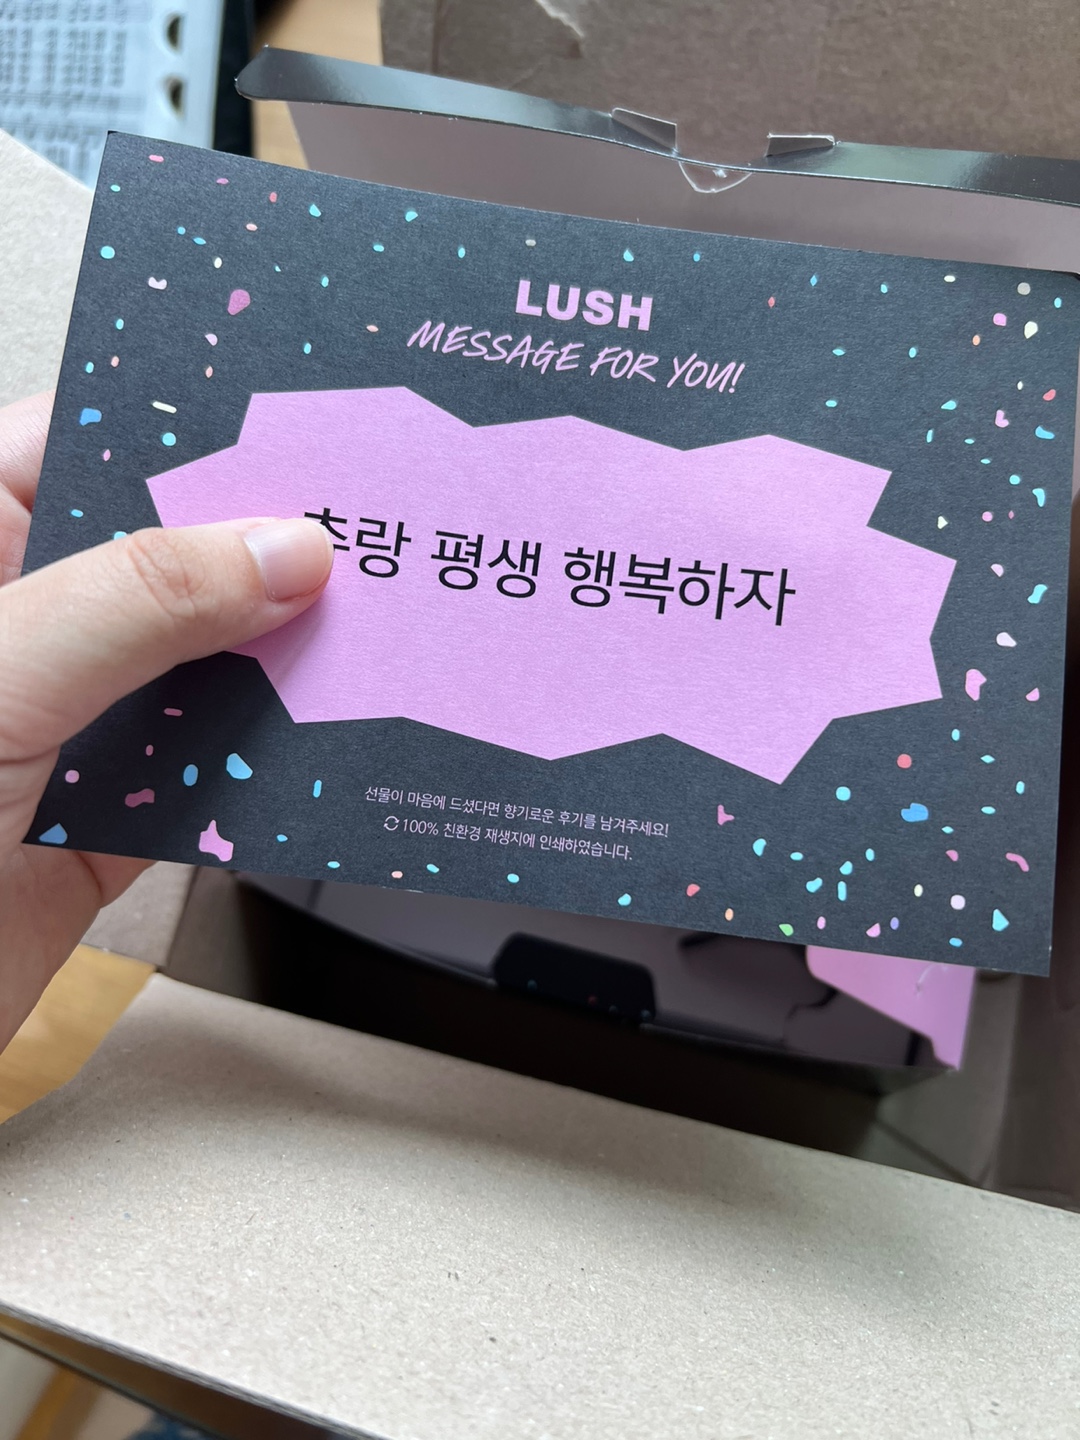 LUSH
MESSAGE FOR YOU!
평생 행복하자
선물이 마음에 드셨다면 향기로운 후기를 남겨주세요!
100% 친환경 재생지에 인쇄하였습니다.